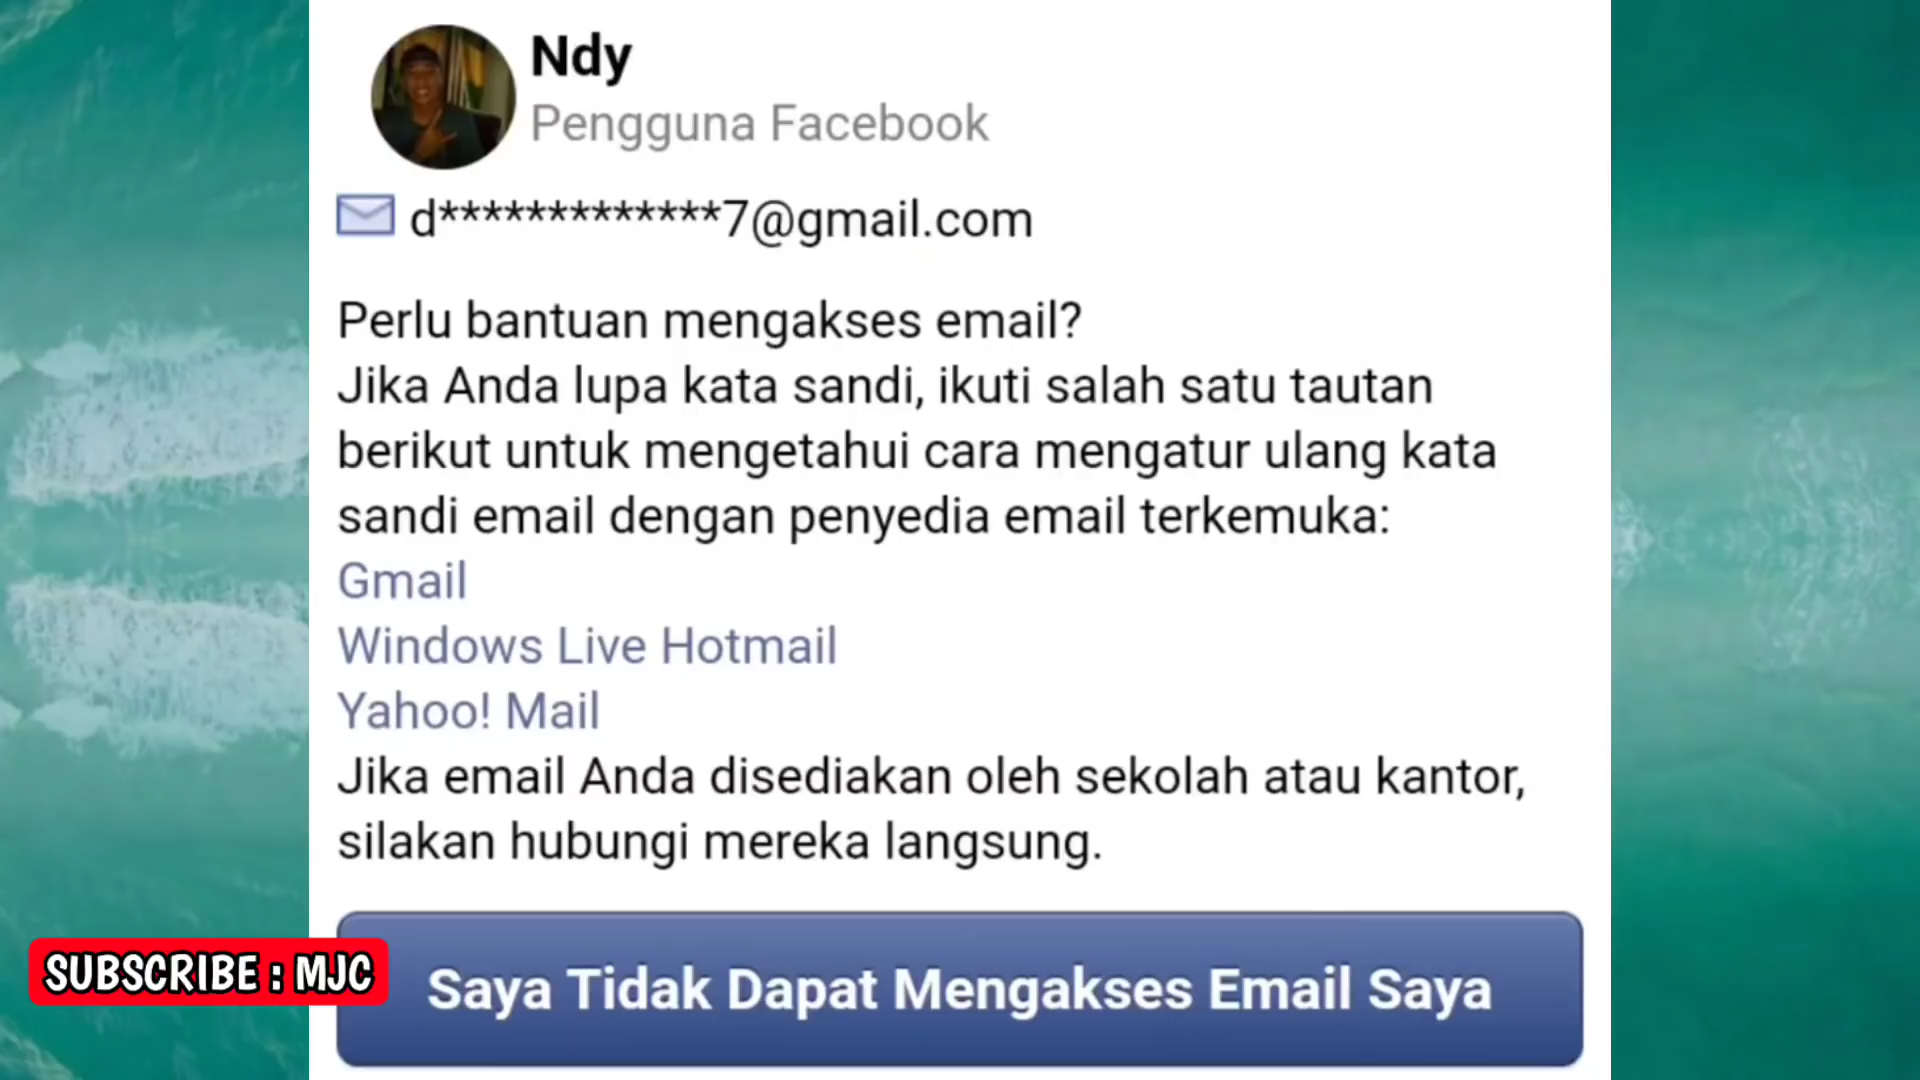 Ndy
Pengguna Facebook
d*************7@gmail.com
Perlu bantuan mengakses email?
Jika Anda lupa kata sandi, ikuti salah satu tautan
berikut untuk mengetahui cara mengatur ulang kata
sandi email dengan penyedia email terkemuka:
Gmail
Windows Live Hotmail
Yahoo! Mail
Jika email Anda disediakan oleh sekolah atau kantor,
silakan hubungi mereka langsung.
SUBSCRIBE : MJC
Saya Tidak Dapat Mengakses Email Saya